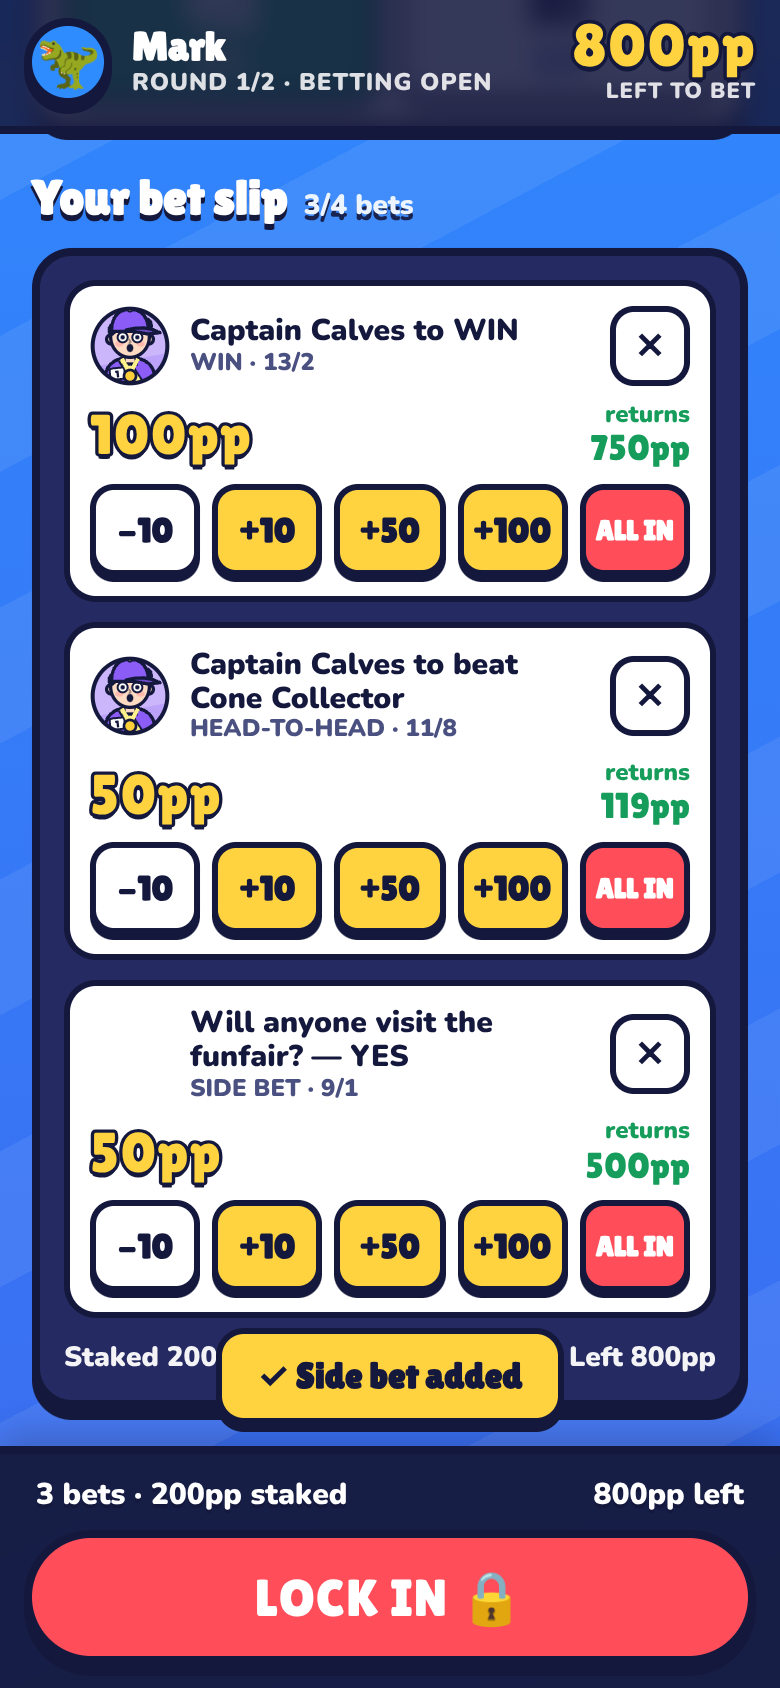 Mark
ROUND 1/2 · BETTING OPEN
800pp
LEFT TO BET
Your bet slip 3/4 bets
Captain Calves to WIN
WIN · 13/2
✕
100pp
returns
750pp
–10 +10 +50 +100 ALL IN
Captain Calves to beat
Cone Collector
HEAD-TO-HEAD · 11/8
✕
50pp
returns
119pp
–10 +10 +50 +100 ALL IN
Will anyone visit the
funfair? — YES
SIDE BET · 9/1
✕
50pp
returns
500pp
–10 +10 +50 +100 ALL IN
Staked 200
✓ Side bet added
Left 800pp
3 bets · 200pp staked
800pp left
LOCK IN 🔒